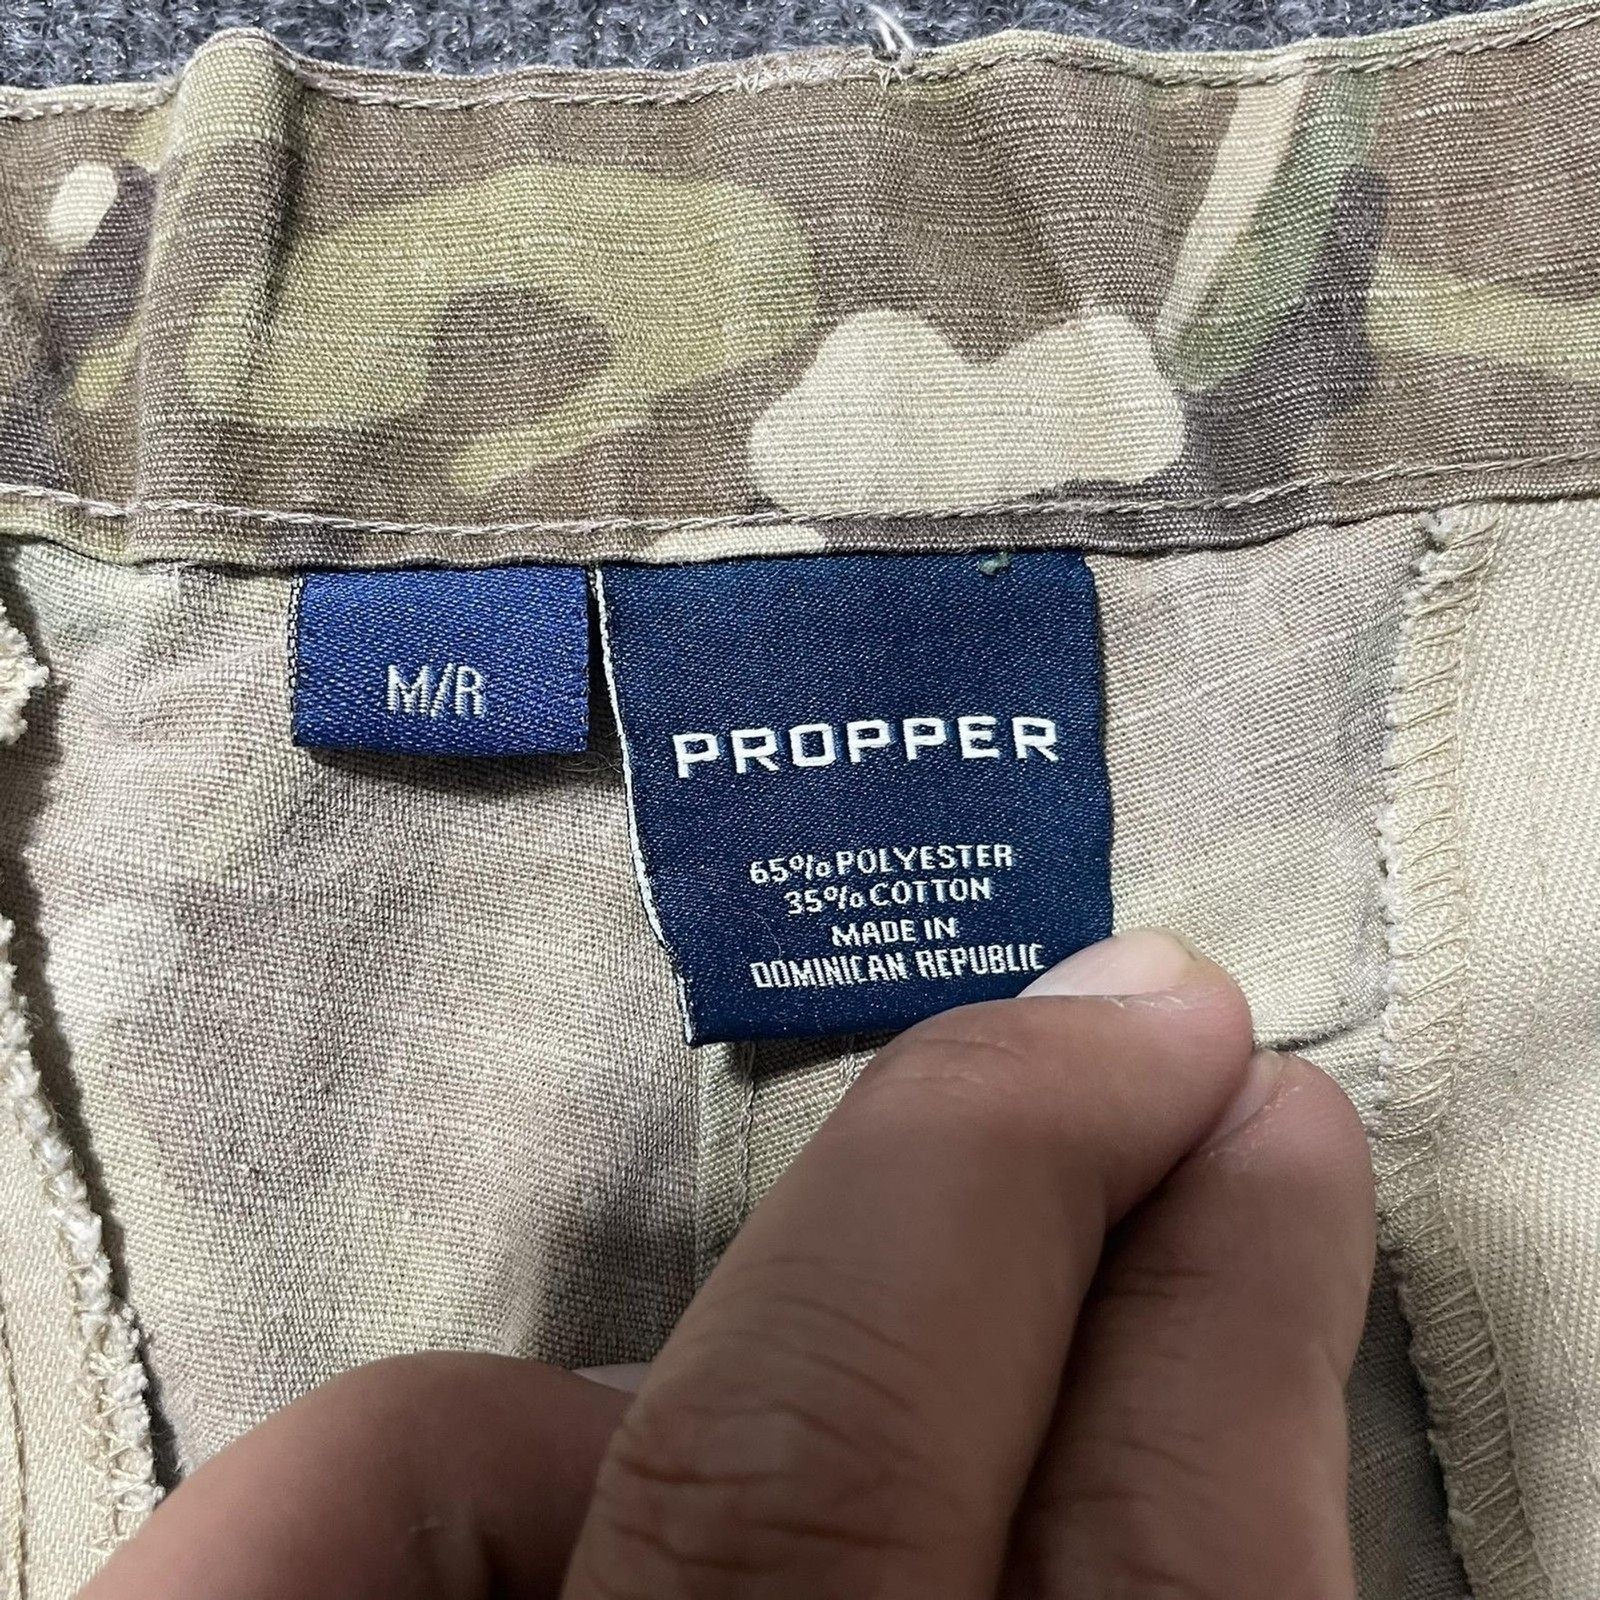 M/R
PROPPER
65% POLYESTER
35% COTTON
MADE IN
DOMINICAN REPUBLIC